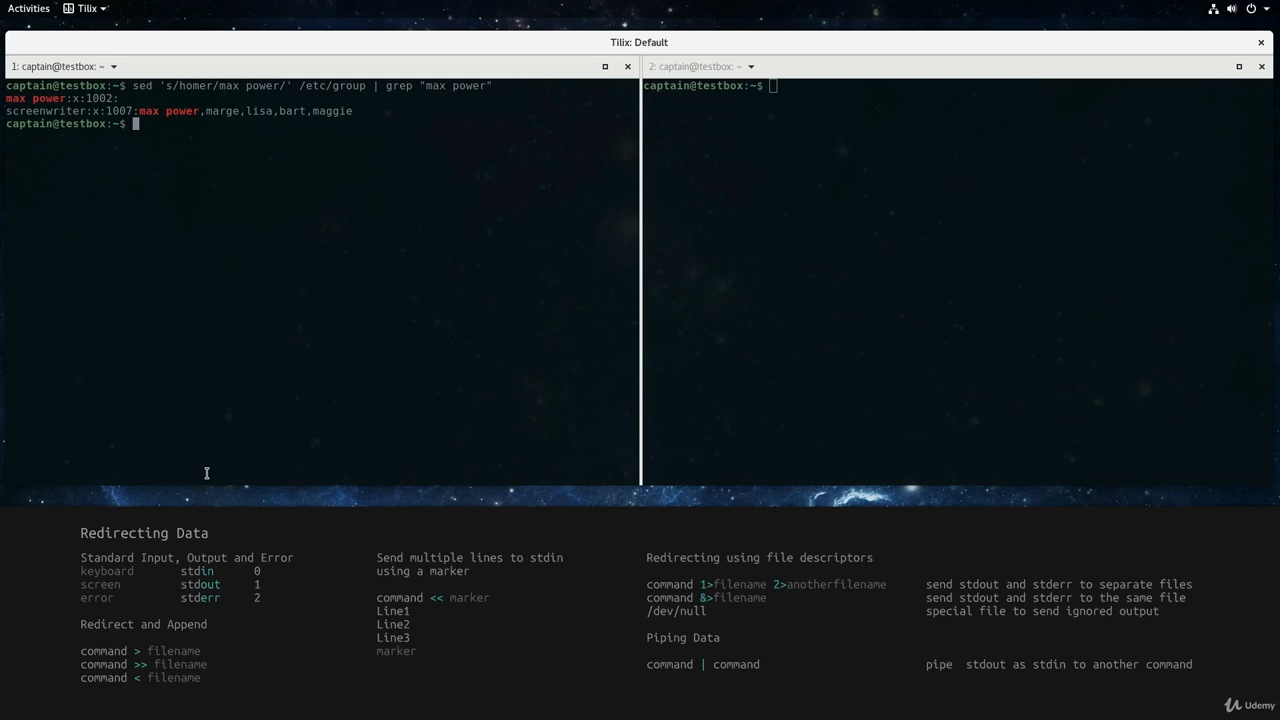 Activities Tilix
Tilix: Default
1: captain@testbox: ~
2: captain@testbox: ~
captain@testbox:~$ sed 's/homer/max power/' /etc/group | grep "max power"
max power:x:1002:
screenwriter:x:1007:max power,marge,lisa,bart,maggie
captain@testbox:~$
captain@testbox:~$
Redirecting Data
Standard Input, Output and Error
keyboard stdin 0
screen stdout 1
error stderr 2
Redirect and Append
command > filename
command >> filename
command < filename
Send multiple lines to stdin
using a marker
command << marker
Line1
Line2
Line3
marker
Redirecting using file descriptors
command 1>filename 2>anotherfilename send stdout and stderr to separate files
command &>filename send stdout and stderr to the same file
/dev/null special file to send ignored output
Piping Data
command | command pipe stdout as stdin to another command
Udemy